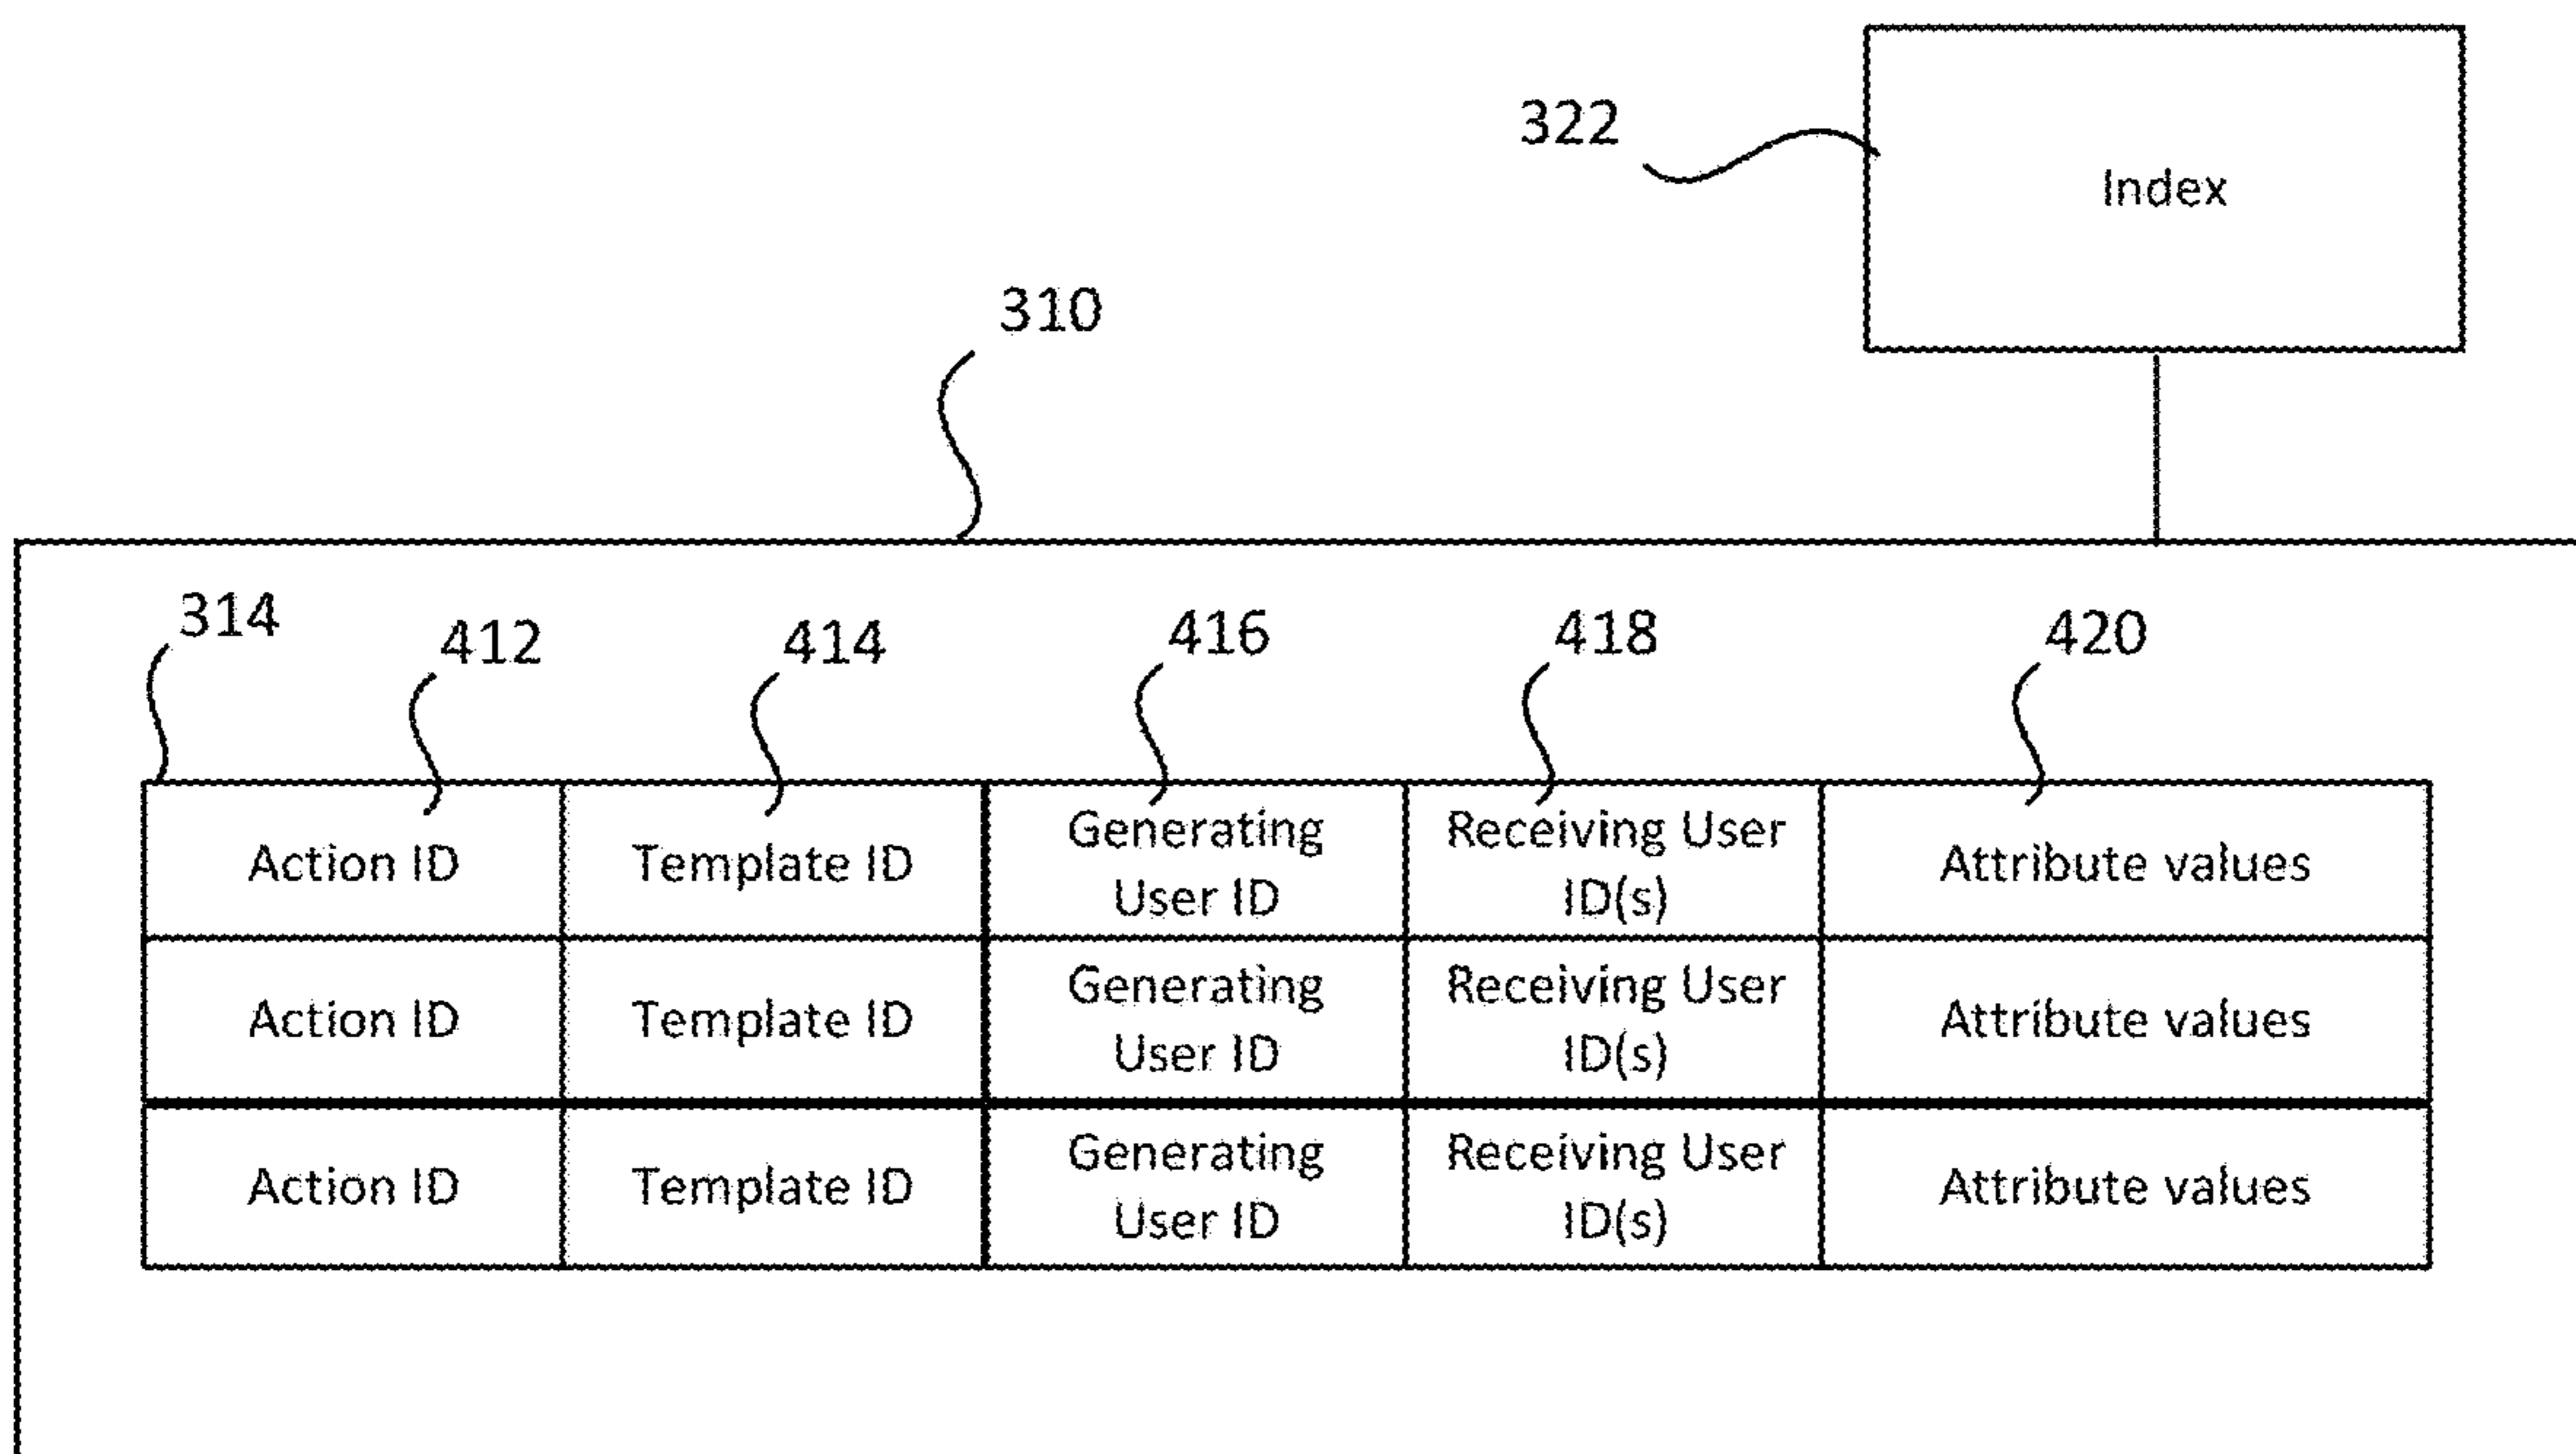 322
Index
310
314
412
414
416
418
420
Action ID
Template ID
Generating
User ID
Receiving User
ID(s)
Attribute values
Action ID
Template ID
Generating
User ID
Receiving User
ID(s)
Attribute values
Action ID
Template ID
Generating
User ID
Receiving User
ID(s)
Attribute values